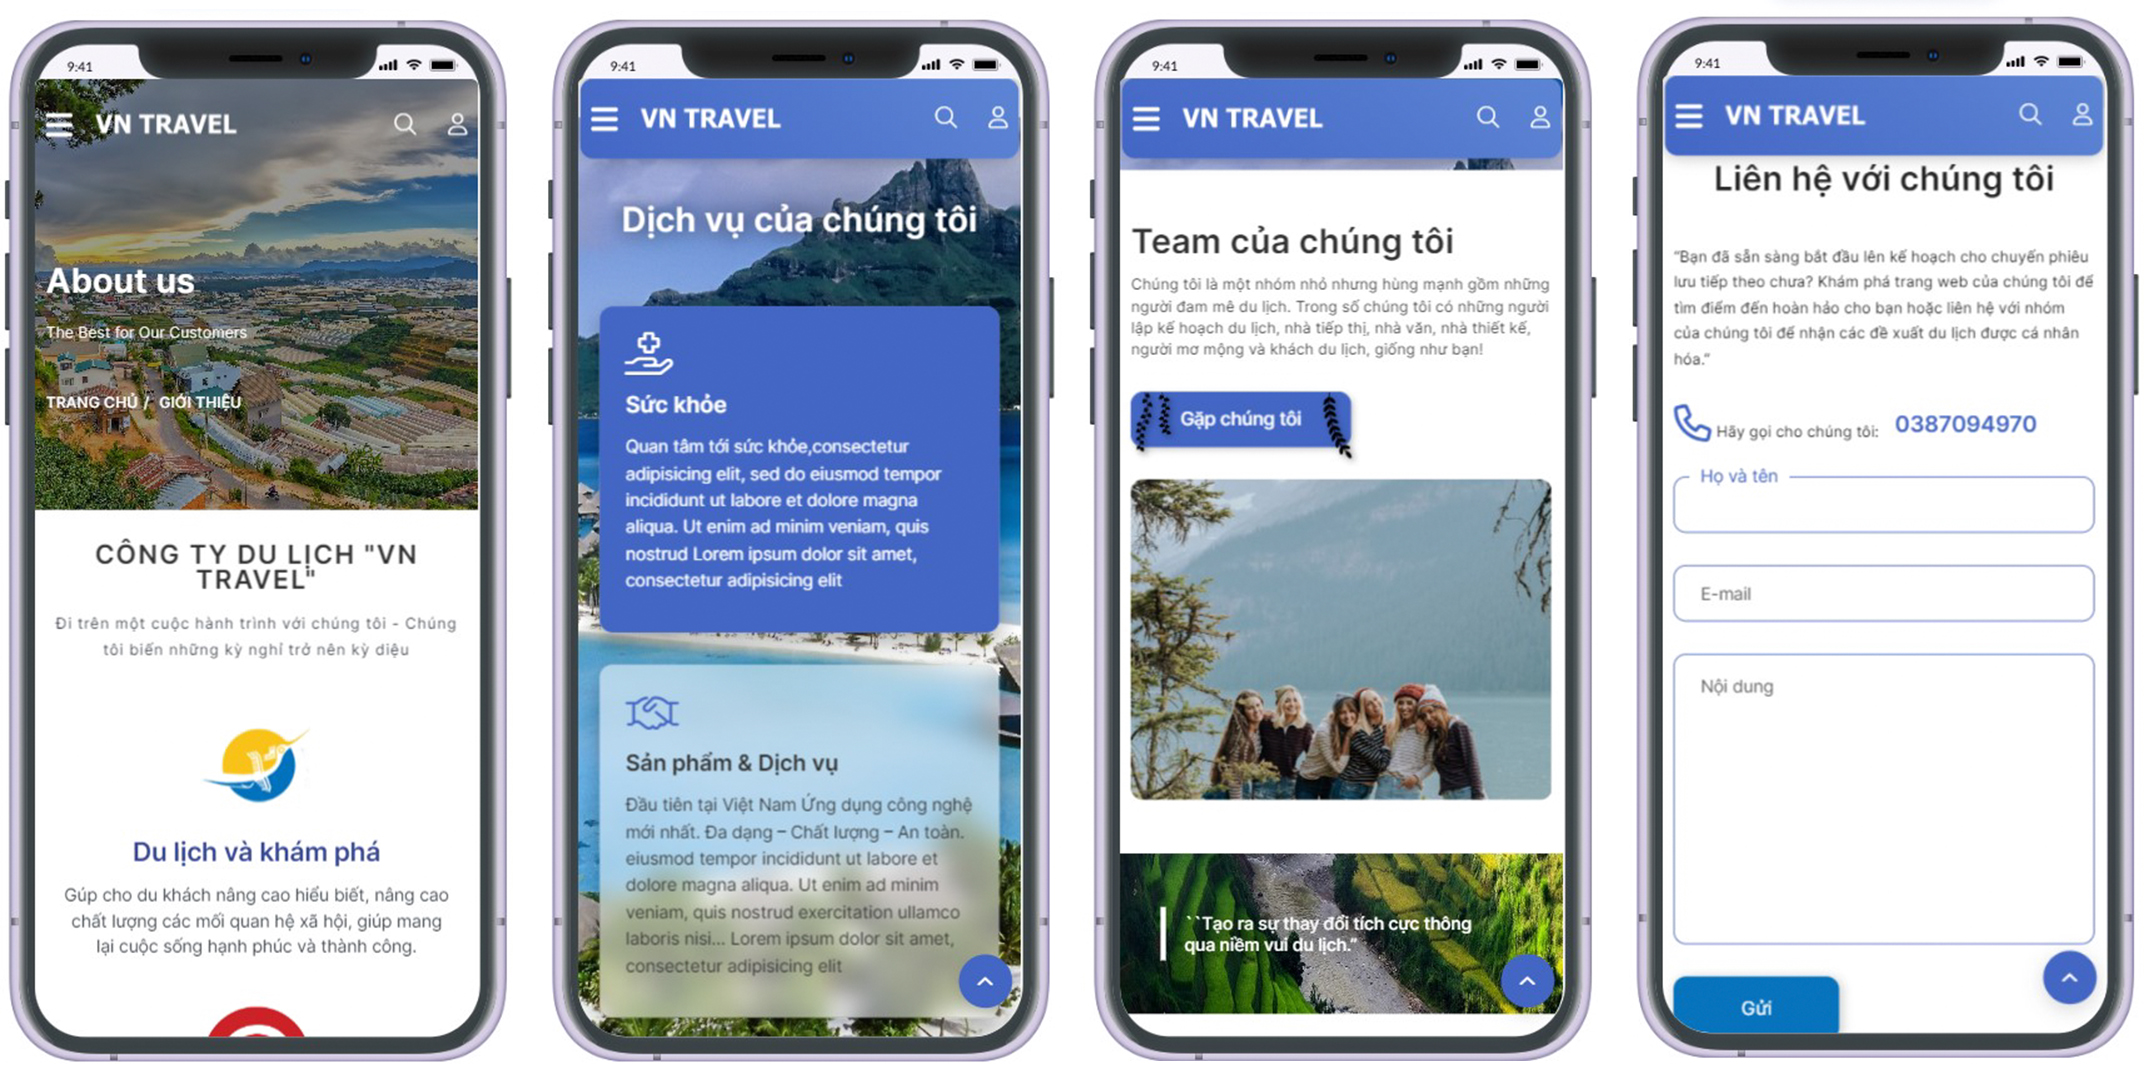 9:41
VN TRAVEL
About us
The Best for Our Customers
TRANG CHỦ / GIỚI THIỆU
CÔNG TY DU LỊCH "VN
TRAVEL"
Đi trên một cuộc hành trình với chúng tôi - Chúng
tôi biến những kỳ nghỉ trở nên kỳ diệu
Du lịch và khám phá
Gúp cho du khách nâng cao hiểu biết, nâng cao
chất lượng các mối quan hệ xã hội, giúp mang
lại cuộc sống hạnh phúc và thành công.
9:41
VN TRAVEL
Dịch vụ của chúng tôi
Sức khỏe
Quan tâm tới sức khỏe,consectetur
adipisicing elit, sed do eiusmod tempor
incididunt ut labore et dolore magna
aliqua. Ut enim ad minim veniam, quis
nostrud Lorem ipsum dolor sit amet,
consectetur adipisicing elit
Sản phẩm & Dịch vụ
Đầu tiên tại Việt Nam Ứng dụng công nghệ
mới nhất. Đa dạng – Chất lượng – An toàn.
eiusmod tempor incididunt ut labore et
dolore magna aliqua. Ut enim ad minim
veniam, quis nostrud exercitation ullamco
laboris nisi... Lorem ipsum dolor sit amet,
consectetur adipisicing elit
9:41
VN TRAVEL
Team của chúng tôi
Chúng tôi là một nhóm nhỏ nhưng hùng mạnh gồm những
người đam mê du lịch. Trong số chúng tôi có những người
lập kế hoạch du lịch, nhà tiếp thị, nhà văn, nhà thiết kế,
người mơ mộng và khách du lịch, giống như bạn!
Gặp chúng tôi
``Tạo ra sự thay đổi tích cực thông
qua niềm vui du lịch.”
9:41
VN TRAVEL
Liên hệ với chúng tôi
“Bạn đã sẵn sàng bắt đầu lên kế hoạch cho chuyến phiêu
lưu tiếp theo chưa? Khám phá trang web của chúng tôi để
tìm điểm đến hoàn hảo cho bạn hoặc liên hệ với nhóm
của chúng tôi để nhận các đề xuất du lịch được cá nhân
hóa.”
Hãy gọi cho chúng tôi: 0387094970
Họ và tên
E-mail
Nội dung
Gửi